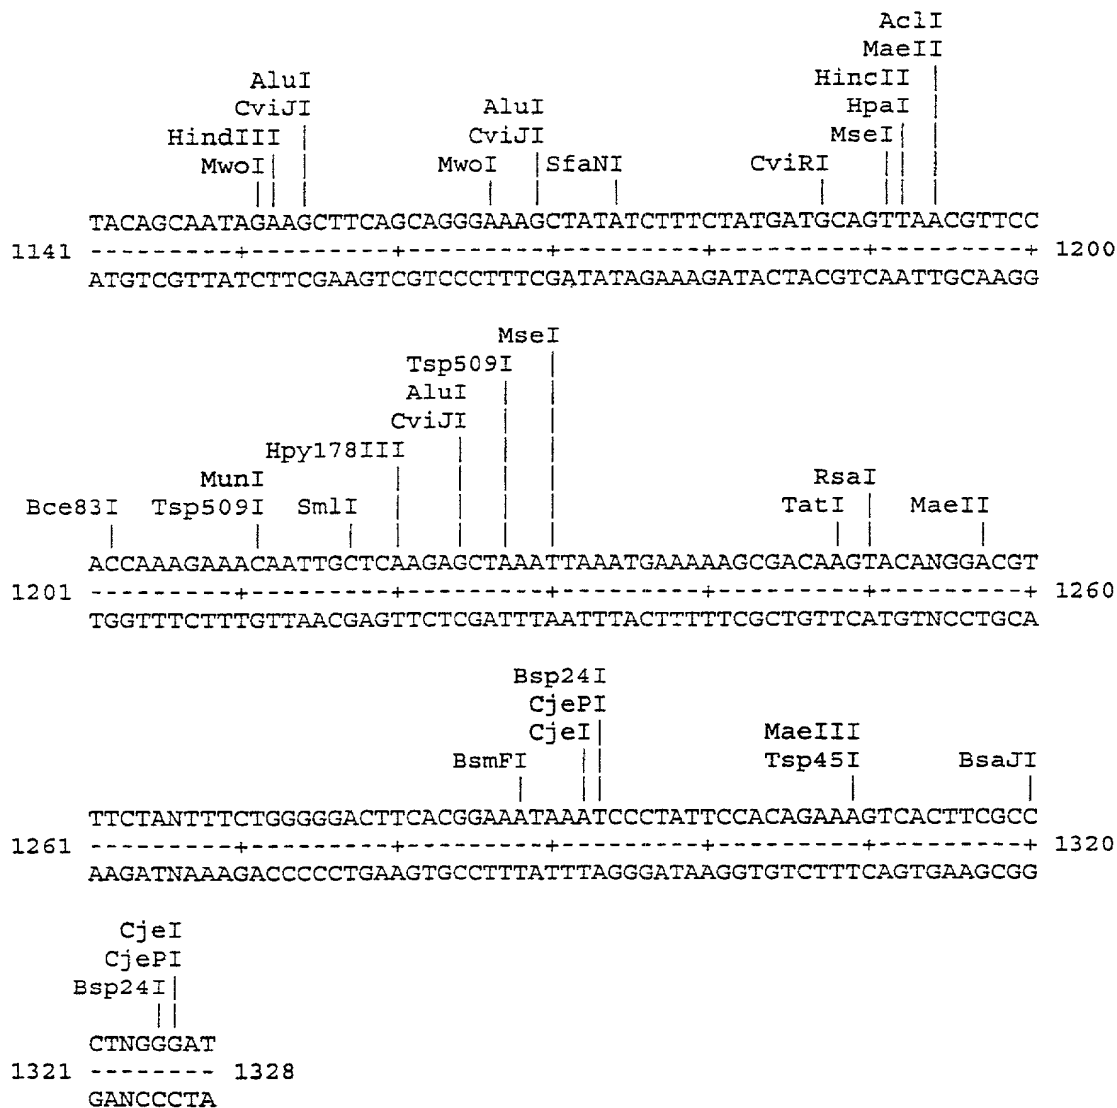 AclI
MaeII
AluI HincII
CviJI AluI HpaI
HindIII CviJI MseI
MwoI MwoI SfaNI CviRI
TACAGCAATAGAAGCTTCAGCAGGGAAAGCTATATCTTTCTATGATGCAGTTAACGTTCC
1141 ---------+---------+---------+---------+---------+---------+ 1200
ATGTCGTTATCTTCGAAGTCGTCCCTTTCGATATAGAAAGATACTACGTCAATTGCAAGG
MseI
Tsp509I
AluI
CviJI
Hpy178III
MunI RsaI
Bce83I Tsp509I SmlI TatI MaeII
ACCAAAGAAACAATTGCTCAAGAGCTAAATTAAATGAAAAAGCGACAAGTACANGGACGT
1201 ---------+---------+---------+---------+---------+---------+ 1260
TGGTTTCTTTGTTAACGAGTTCTCGATTTAATTTACTTTTTCGCTGTTCATGTNCCTGCA
Bsp24I
CjePI
CjeI MaeIII
BsmFI Tsp45I BsaJI
TTCTANTTTCTGGGGGACTTCACGGAAATAAATCCCTATTCCACAGAAAGTCACTTCGCC
1261 ---------+---------+---------+---------+---------+---------+ 1320
AAGATNAAAGACCCCCTGAAGTGCCTTTATTTAGGGATAAGGTGTCTTTCAGTGAAGCGG
CjeI
CjePI
Bsp24I
CTNGGGAT
1321 -------- 1328
GANCCCTA